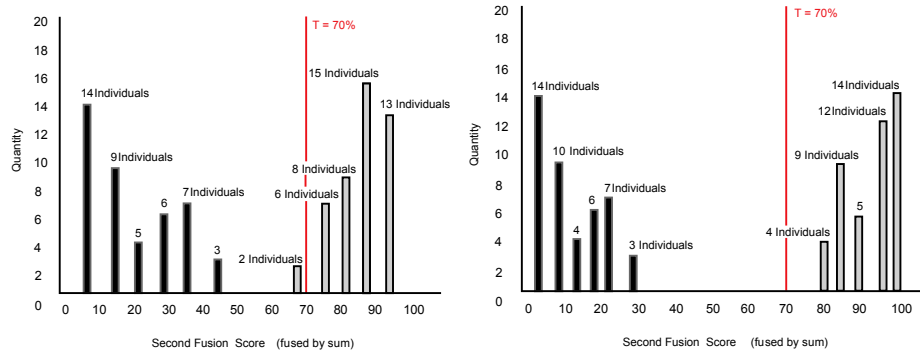 20
T = 70%
18
15 Individuals
16
14 Individuals
13 Individuals
14
12
9 Individuals
10
8 Individuals
7 Individuals
6 Individuals
8
6
6
5
4
3
2 Individuals
2
0
Quantity
0 10 20 30 40 50 60 70 80 90 100
Second Fusion Score (fused by sum)
20
T = 70%
18
16
14 Individuals
14 Individuals
14
12 Individuals
12
10 Individuals
9 Individuals
10
7 Individuals
8
6
5
6
4
4 Individuals
4
3 Individuals
2
0
Quantity
0 10 20 30 40 50 60 70 80 90 100
Second Fusion Score (fused by sum)